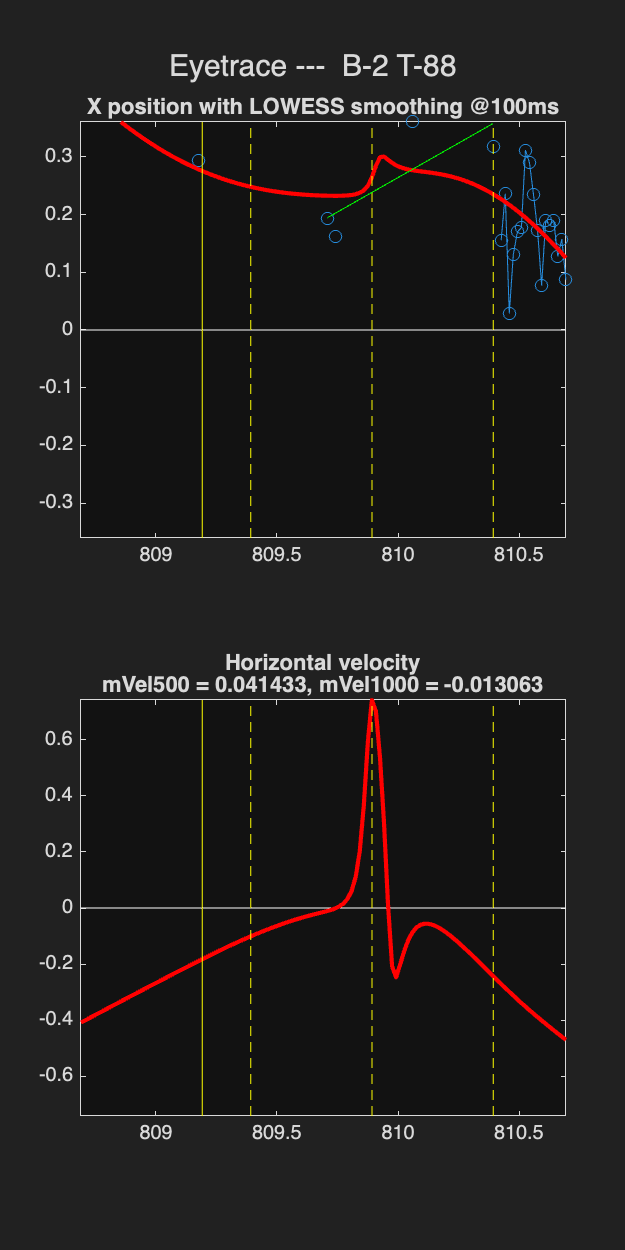 Eyetrace ---  B-2 T-88
X position with LOWESS smoothing @100ms
0.3
0.2
0.1
0
-0.1
-0.2
-0.3
809 809.5 810 810.5
Horizontal velocity
mVel500 = 0.041433, mVel1000 = -0.013063
0.6
0.4
0.2
0
-0.2
-0.4
-0.6
809 809.5 810 810.5